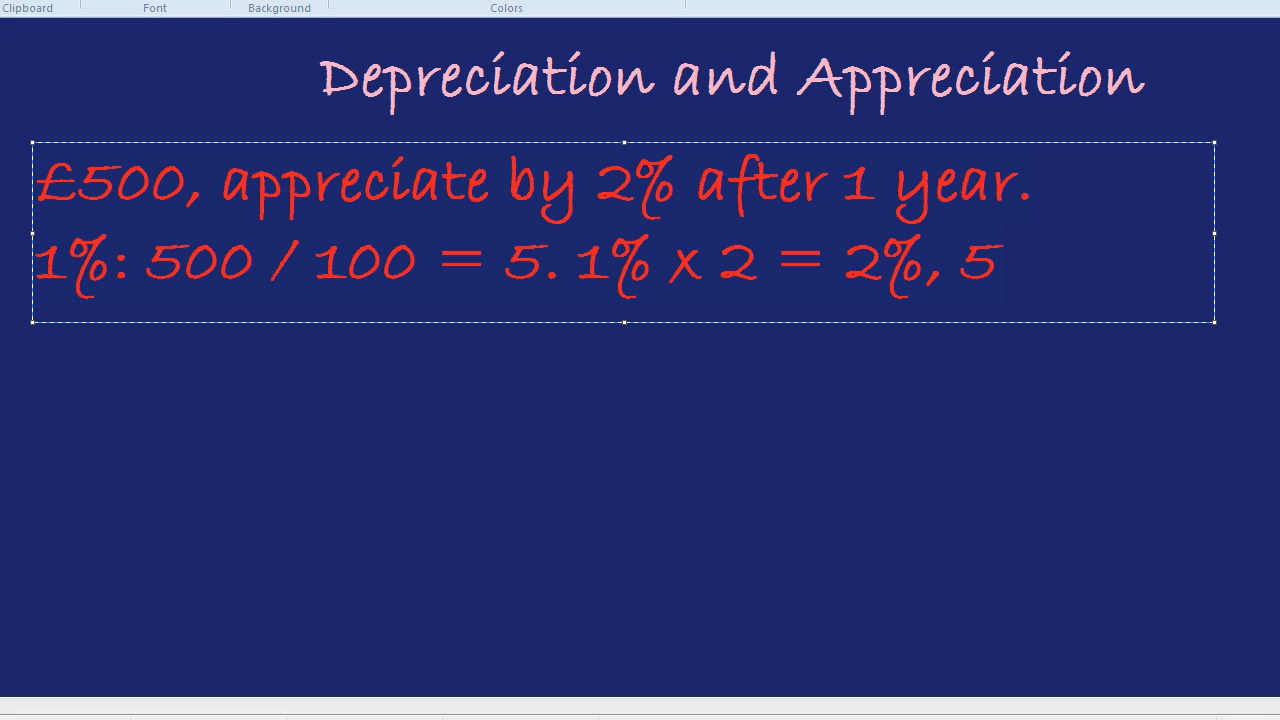 Clipboard Font Background Colors
Depreciation and Appreciation
£500, appreciate by 2% after 1 year.
1%: 500 / 100 = 5. 1% x 2 = 2%, 5